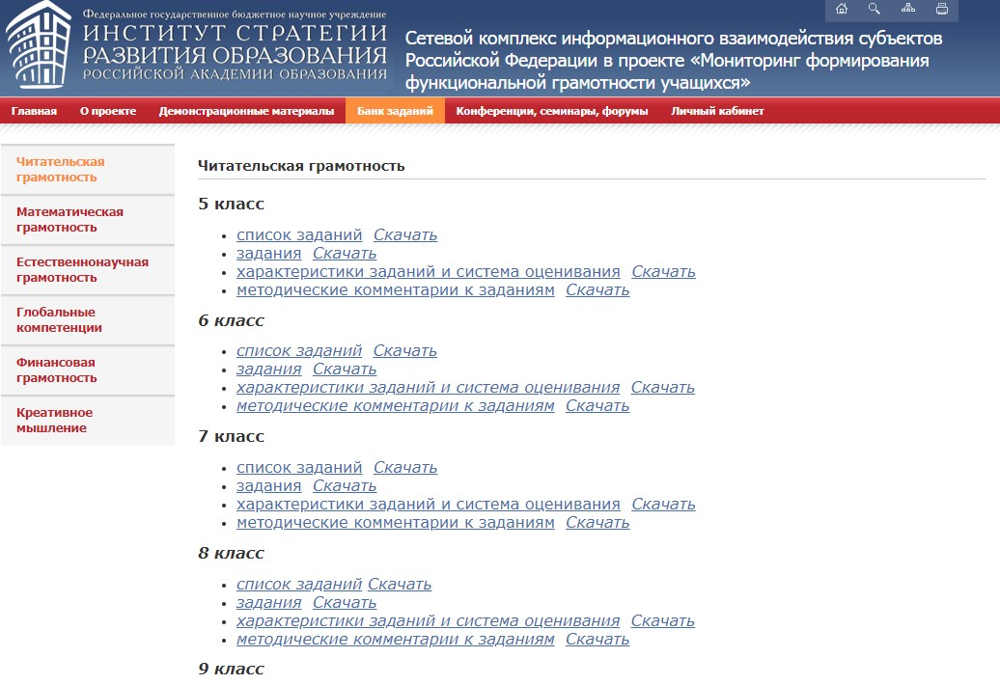 Федеральное государственное бюджетное научное учреждение
ИНСТИТУТ СТРАТЕГИИ
РАЗВИТИЯ ОБРАЗОВАНИЯ
РОССИЙСКОЙ АКАДЕМИИ ОБРАЗОВАНИЯ
Сетевой комплекс информационного взаимодействия субъектов
Российской Федерации в проекте «Мониторинг формирования
функциональной грамотности учащихся»
Главная О проекте Демонстрационные материалы Банк заданий Конференции, семинары, форумы Личный кабинет
Читательская
грамотность
Математическая
грамотность
Естественнонаучная
грамотность
Глобальные
компетенции
Финансовая
грамотность
Креативное
мышление
Читательская грамотность
5 класс
список заданий Скачать
задания Скачать
характеристики заданий и система оценивания Скачать
методические комментарии к заданиям Скачать
6 класс
список заданий Скачать
задания Скачать
характеристики заданий и система оценивания Скачать
методические комментарии к заданиям Скачать
7 класс
список заданий Скачать
задания Скачать
характеристики заданий и система оценивания Скачать
методические комментарии к заданиям Скачать
8 класс
список заданий Скачать
задания Скачать
характеристики заданий и система оценивания Скачать
методические комментарии к заданиям Скачать
9 класс